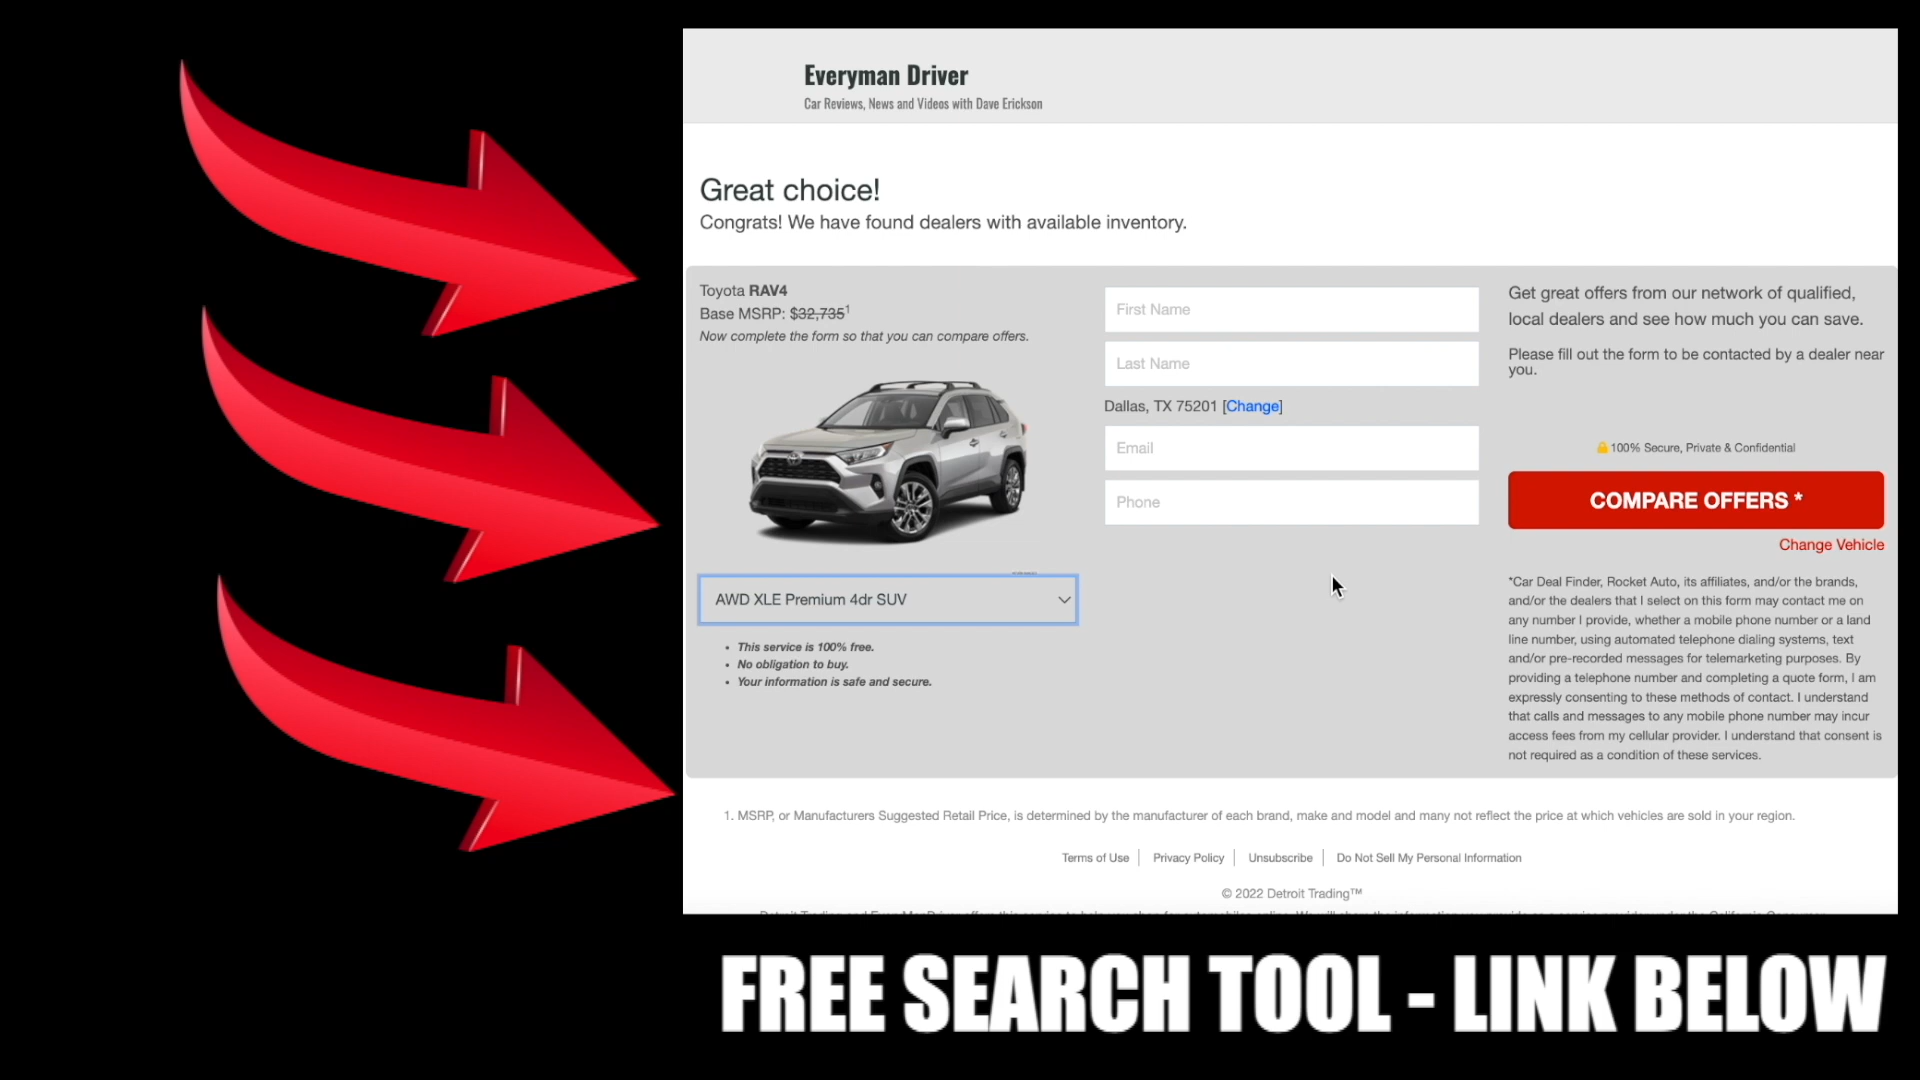 Everyman Driver
Car Reviews, News and Videos with Dave Erickson
Great choice!
Congrats! We have found dealers with available inventory.
Toyota RAV4
Base MSRP: $32,735¹
Now complete the form so that you can compare offers.
AWD XLE Premium 4dr SUV
• This service is 100% free.
• No obligation to buy.
• Your information is safe and secure.
First Name
Last Name
Dallas, TX 75201 [Change]
Email
Phone
Get great offers from our network of qualified,
local dealers and see how much you can save.
Please fill out the form to be contacted by a dealer near
you.
100% Secure, Private & Confidential
COMPARE OFFERS *
Change Vehicle
*Car Deal Finder, Rocket Auto, its affiliates, and/or the brands,
and/or the dealers that I select on this form may contact me on
any number I provide, whether a mobile phone number or a land
line number, using automated telephone dialing systems, text
and/or pre-recorded messages for telemarketing purposes. By
providing a telephone number and completing a quote form, I am
expressly consenting to these methods of contact. I understand
that calls and messages to any mobile phone number may incur
access fees from my cellular provider. I understand that consent is
not required as a condition of these services.
1. MSRP, or Manufacturers Suggested Retail Price, is determined by the manufacturer of each brand, make and model and many not reflect the price at which vehicles are sold in your region.
Terms of Use | Privacy Policy | Unsubscribe | Do Not Sell My Personal Information
© 2022 Detroit Trading™
FREE SEARCH TOOL - LINK BELOW